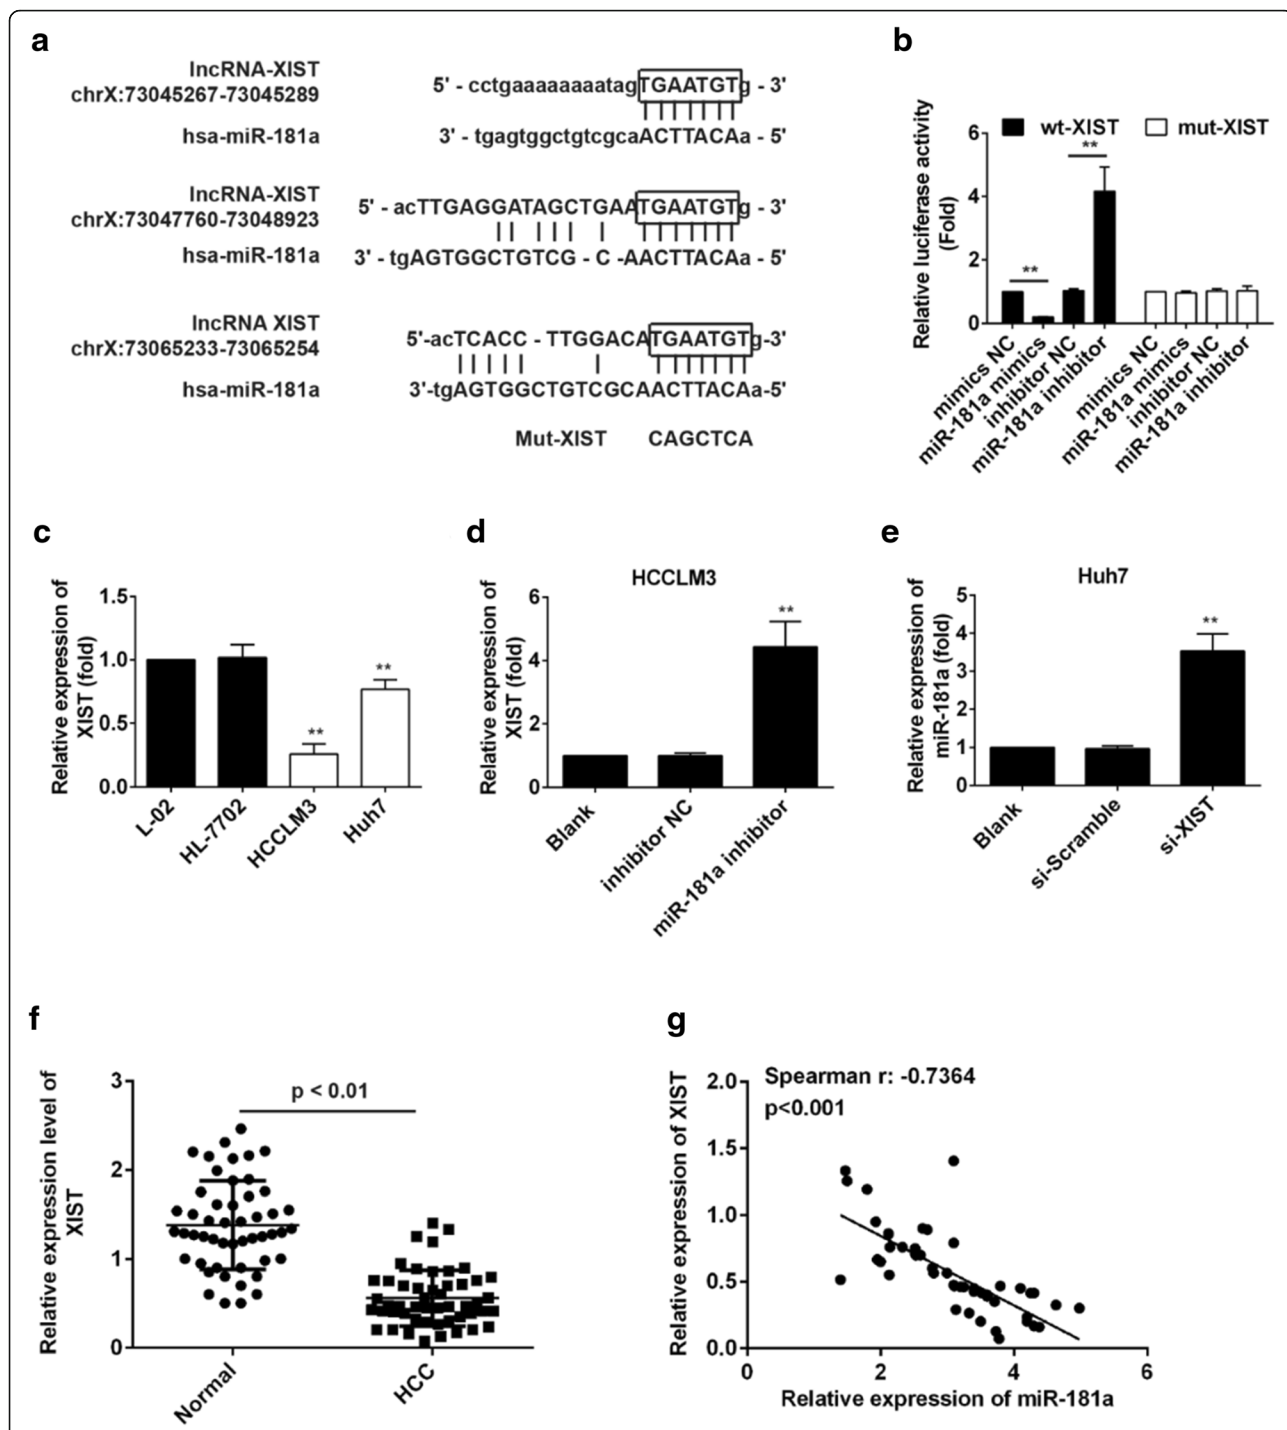 a
lncRNA-XIST
chrX:73045267-73045289
5' - cctgaaaaaaaatagTGAATGTg - 3'
hsa-miR-181a
3' - tgagtggctgtcgcaACTTACAa - 5'
lncRNA-XIST
chrX:73047760-73048923
5' - acTTGAGGATAGCTGAATGAATGTg - 3'
hsa-miR-181a
3' - tgAGTGGCTGTCG - C -AACTTACAa - 5'
lncRNA XIST
chrX:73065233-73065254
5'-acTCACC - TTGGACATGAATGTg-3'
hsa-miR-181a
3'-tgAGTGGCTGTCGCAACTTACAa-5'
Mut-XIST CAGCTCA
b
wt-XIST mut-XIST
Relative luciferase activity
(Fold)
6
4
2
0
**
**
mimics NC
miR-181a mimics
inhibitor NC
miR-181a inhibitor
mimics NC
miR-181a mimics
inhibitor NC
miR-181a inhibitor
c
Relative expression of
XIST (fold)
1.5
1.0
0.5
0.0
**
**
L-02
HL-7702
HCCLM3
Huh7
d
HCCLM3
Relative expression of
XIST (fold)
6
4
2
0
**
Blank
inhibitor NC
miR-181a inhibitor
e
Huh7
Relative expression of
miR-181a (fold)
5
4
3
2
1
0
**
Blank
si-Scramble
si-XIST
f
Relative expression level of
XIST
3
2
1
0
p < 0.01
Normal
HCC
g
Spearman r: -0.7364
p<0.001
Relative expression of XIST
2.0
1.5
1.0
0.5
0.0
0 2 4 6
Relative expression of miR-181a